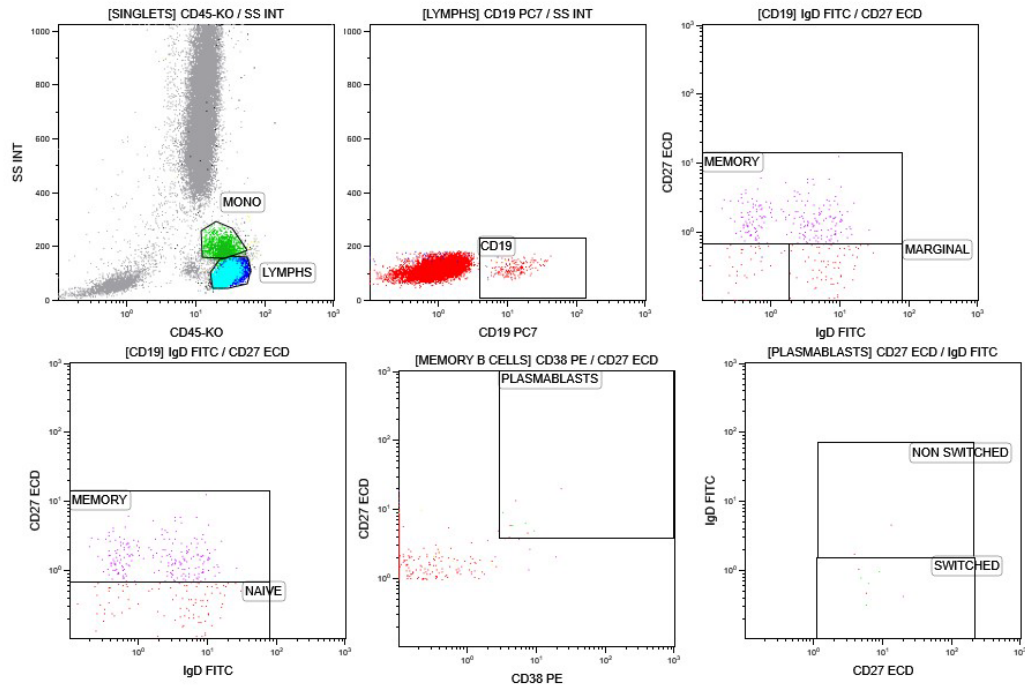 [SINGLETS] CD45-KO / SS INT
1000
800
600
400
200
0
SS INT
MONO
LYMPHS
10⁰
10¹
10²
10³
CD45-KO
[LYMPHS] CD19 PC7 / SS INT
1000
800
600
400
200
0
SS INT
CD19
10⁰
10¹
10²
10³
CD19 PC7
[CD19] IgD FITC / CD27 ECD
10³
10²
10¹
10⁰
CD27 ECD
MEMORY
MARGINAL
10⁰
10¹
10²
10³
IgD FITC
[CD19] IgD FITC / CD27 ECD
10³
10²
10¹
10⁰
CD27 ECD
MEMORY
NAIVE
10⁰
10¹
10²
10³
IgD FITC
[MEMORY B CELLS] CD38 PE / CD27 ECD
10³
10²
10¹
10⁰
CD27 ECD
PLASMABLASTS
10⁰
10¹
10²
10³
CD38 PE
[PLASMABLASTS] CD27 ECD / IgD FITC
10³
10²
10¹
10⁰
IgD FITC
NON SWITCHED
SWITCHED
10⁰
10¹
10²
10³
CD27 ECD